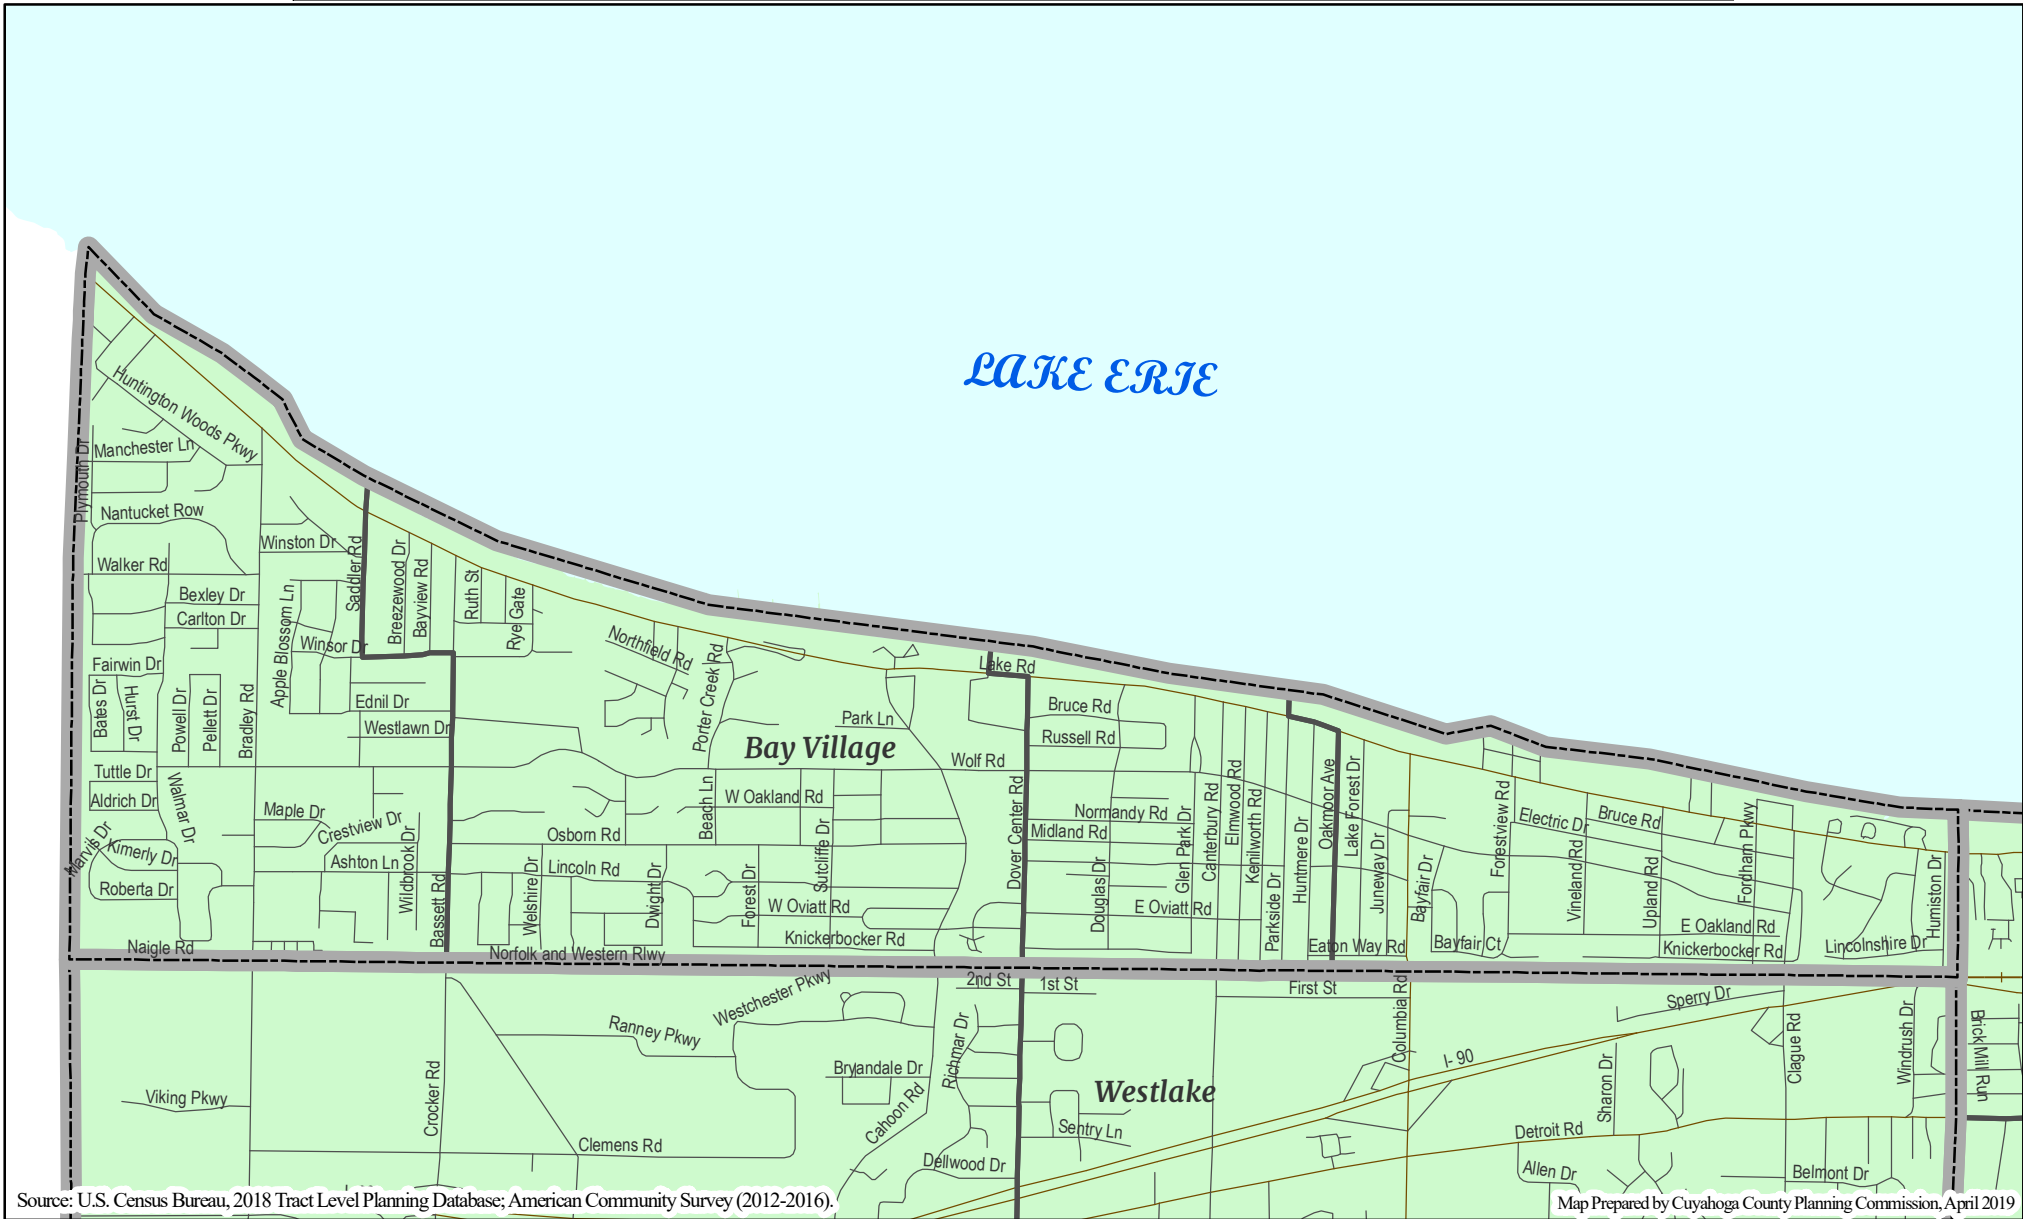 LAKE ERIE
Huntington Woods Pkwy
Manchester Ln
Plymouth Dr
Nantucket Row
Winston Dr
Saddler Rd
Walker Rd
Breezewood Dr
Bayview Rd
Ruth St
Rye Gate
Bexley Dr
Carlton Dr
Apple Blossom Ln
Winsor Dr
Northfield Rd
Porter Creek Rd
Lake Rd
Fairwin Dr
Bates Dr
Hurst Dr
Powell Dr
Pellett Dr
Bradley Rd
Ednil Dr
Westlawn Dr
Park Ln
Bruce Rd
Russell Rd
Bay Village
Wolf Rd
Tuttle Dr
Aldrich Dr
Walmar Dr
Maple Dr
Crestview Dr
Wildbrook Dr
Ashton Ln
Marvis Dr
Kimerly Dr
Roberta Dr
Bassett Rd
Beach Ln
W Oakland Rd
Osborn Rd
Sutcliffe Dr
Lincoln Rd
Welshire Dr
Dwight Dr
Forest Dr
W Oviatt Rd
Knickerbocker Rd
Dover Center Rd
Normandy Rd
Midland Rd
Douglas Dr
Glen Park Dr
Canterbury Rd
Elmwood Rd
Kenilworth Rd
Parkside Dr
Huntmere Dr
Oakmoor Ave
Lake Forest Dr
Juneway Dr
Bayfair Dr
E Oviatt Rd
Eaton Way Rd
Bayfair Ct
Forestview Rd
Electric Dr
Bruce Rd
Vineland Rd
Upland Rd
Fordham Pkwy
E Oakland Rd
Knickerbocker Rd
Lincolnshire Dr
Humiston Dr
Naigle Rd
Norfolk and Western Rlwy
2nd St
1st St
First St
Columbia Rd
Sperry Dr
Westchester Pkwy
Ranney Pkwy
Richmar Dr
Bryandale Dr
Cahoon Rd
Viking Pkwy
Crocker Rd
Clemens Rd
Westlake
I- 90
Sentry Ln
Dellwood Dr
Sharon Dr
Clague Rd
Windrush Dr
Brick Mill Run
Detroit Rd
Allen Dr
Belmont Dr
Source: U.S. Census Bureau, 2018 Tract Level Planning Database; American Community Survey (2012-2016).
Map Prepared by Cuyahoga County Planning Commission, April 2019